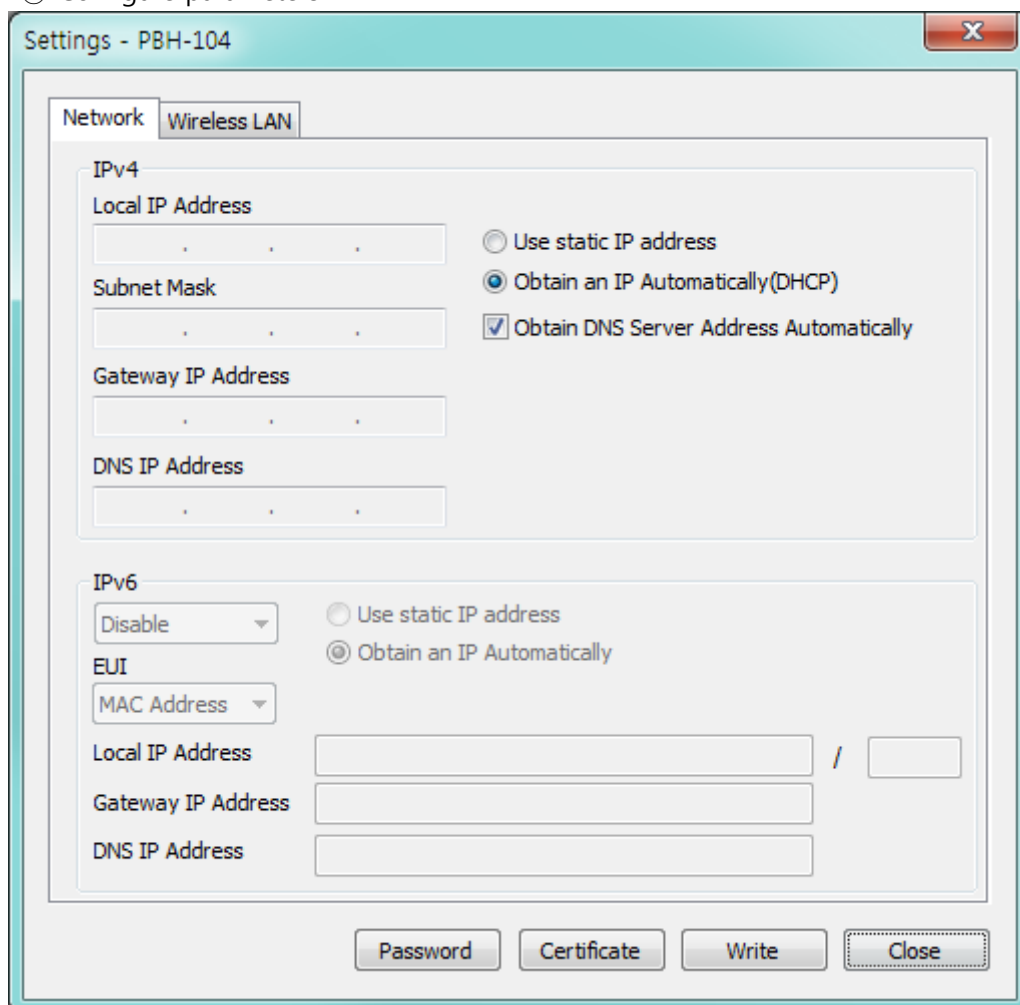 Settings - PBH-104
Network Wireless LAN
IPv4
Local IP Address
. . .
Use static IP address
Obtain an IP Automatically(DHCP)
Subnet Mask
. . .
Obtain DNS Server Address Automatically
Gateway IP Address
. . .
DNS IP Address
. . .
IPv6
Disable
Use static IP address
Obtain an IP Automatically
EUI
MAC Address
Local IP Address /
Gateway IP Address
DNS IP Address
Password Certificate Write Close